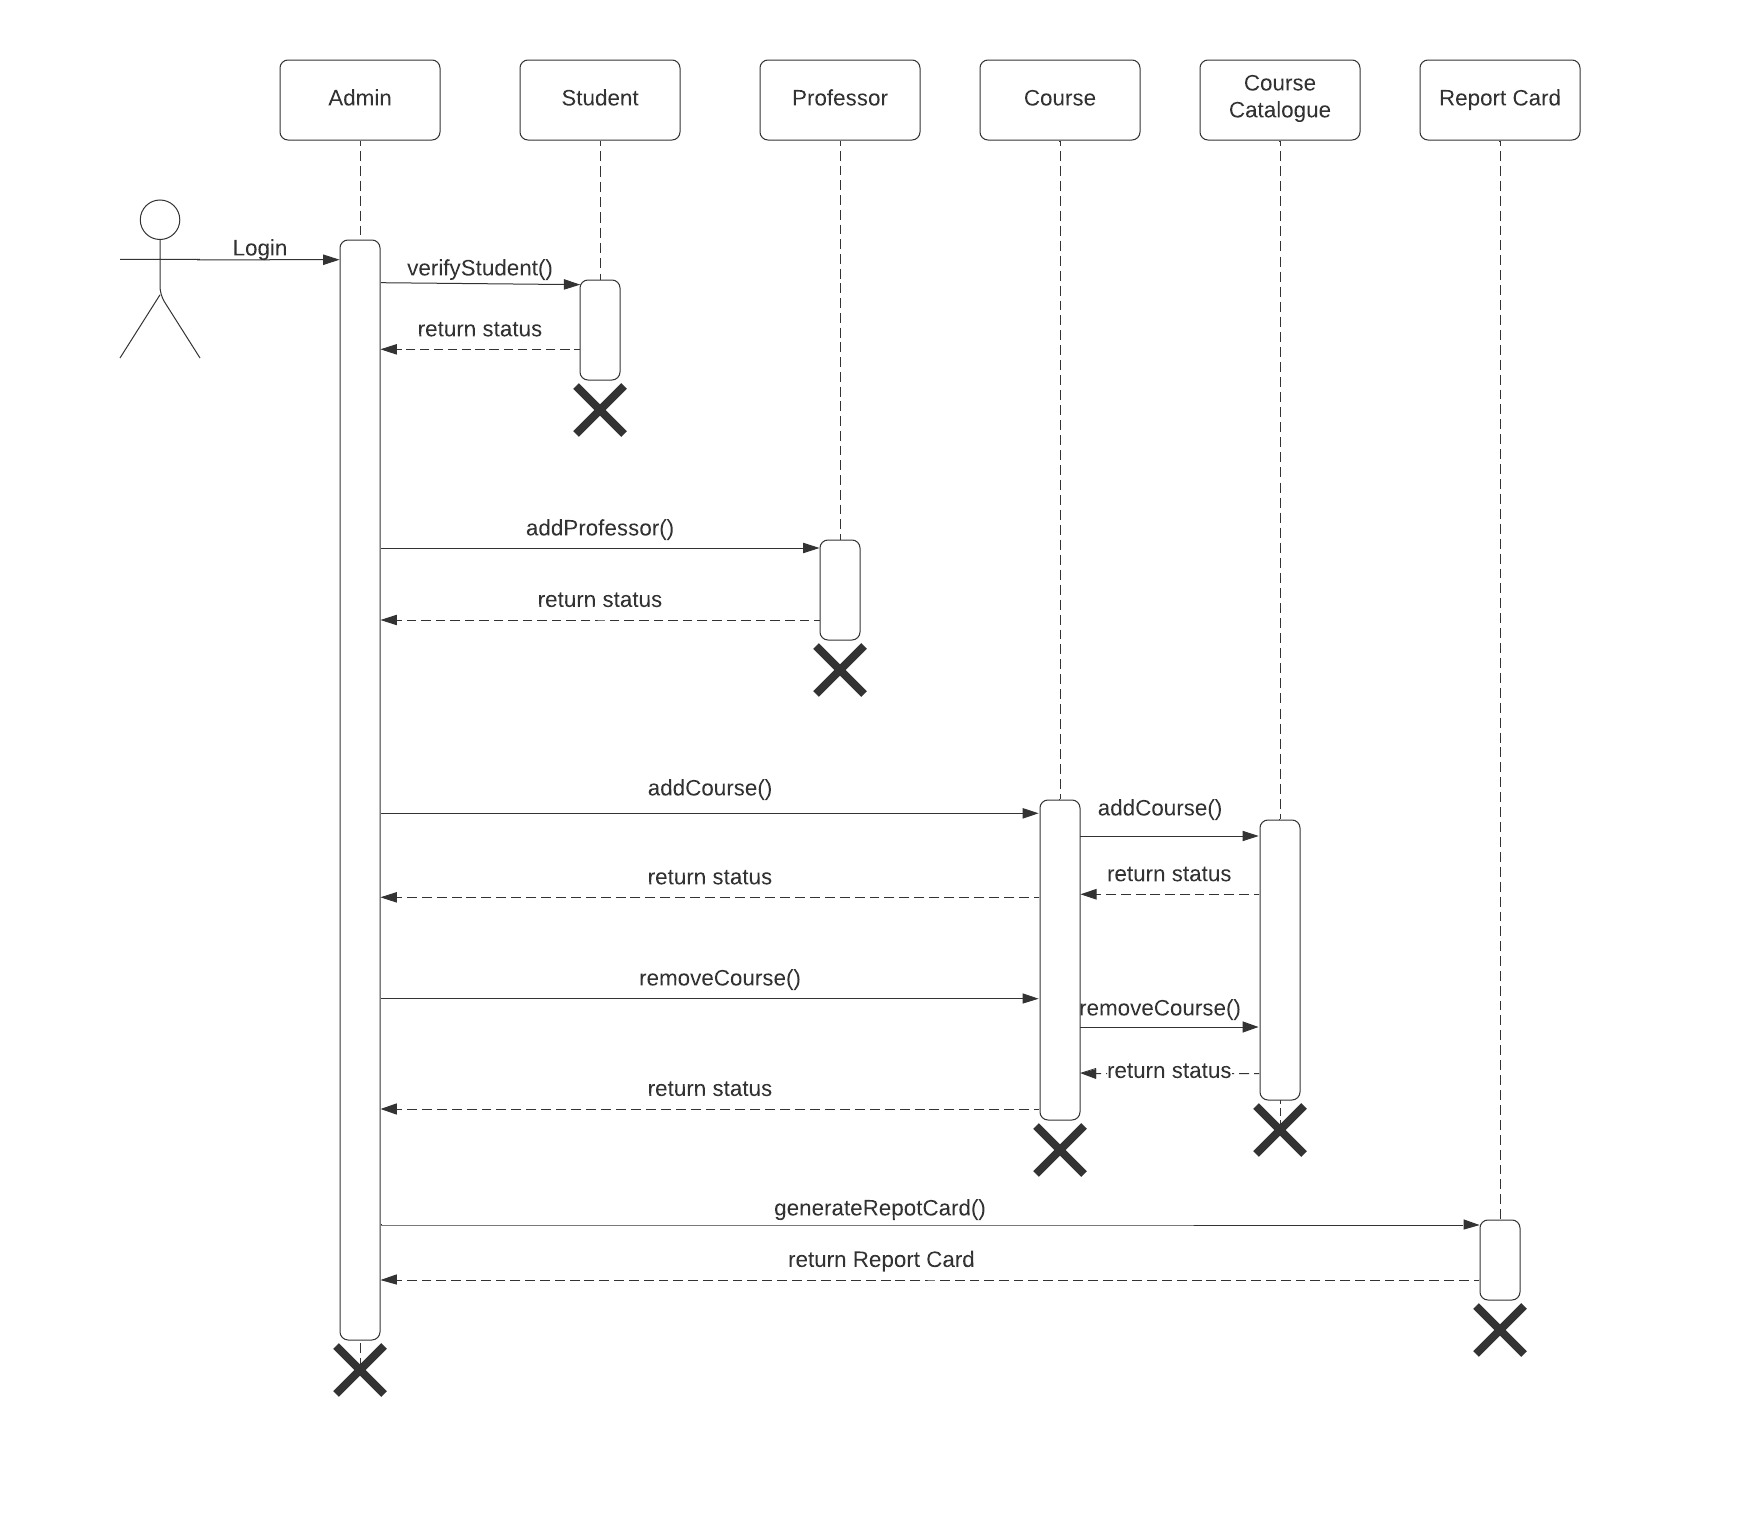 Admin
Student
Professor
Course
Course
Catalogue
Report Card
Login
verifyStudent()
return status
addProfessor()
return status
addCourse()
addCourse()
return status
return status
removeCourse()
removeCourse()
return status
return status
generateRepotCard()
return Report Card